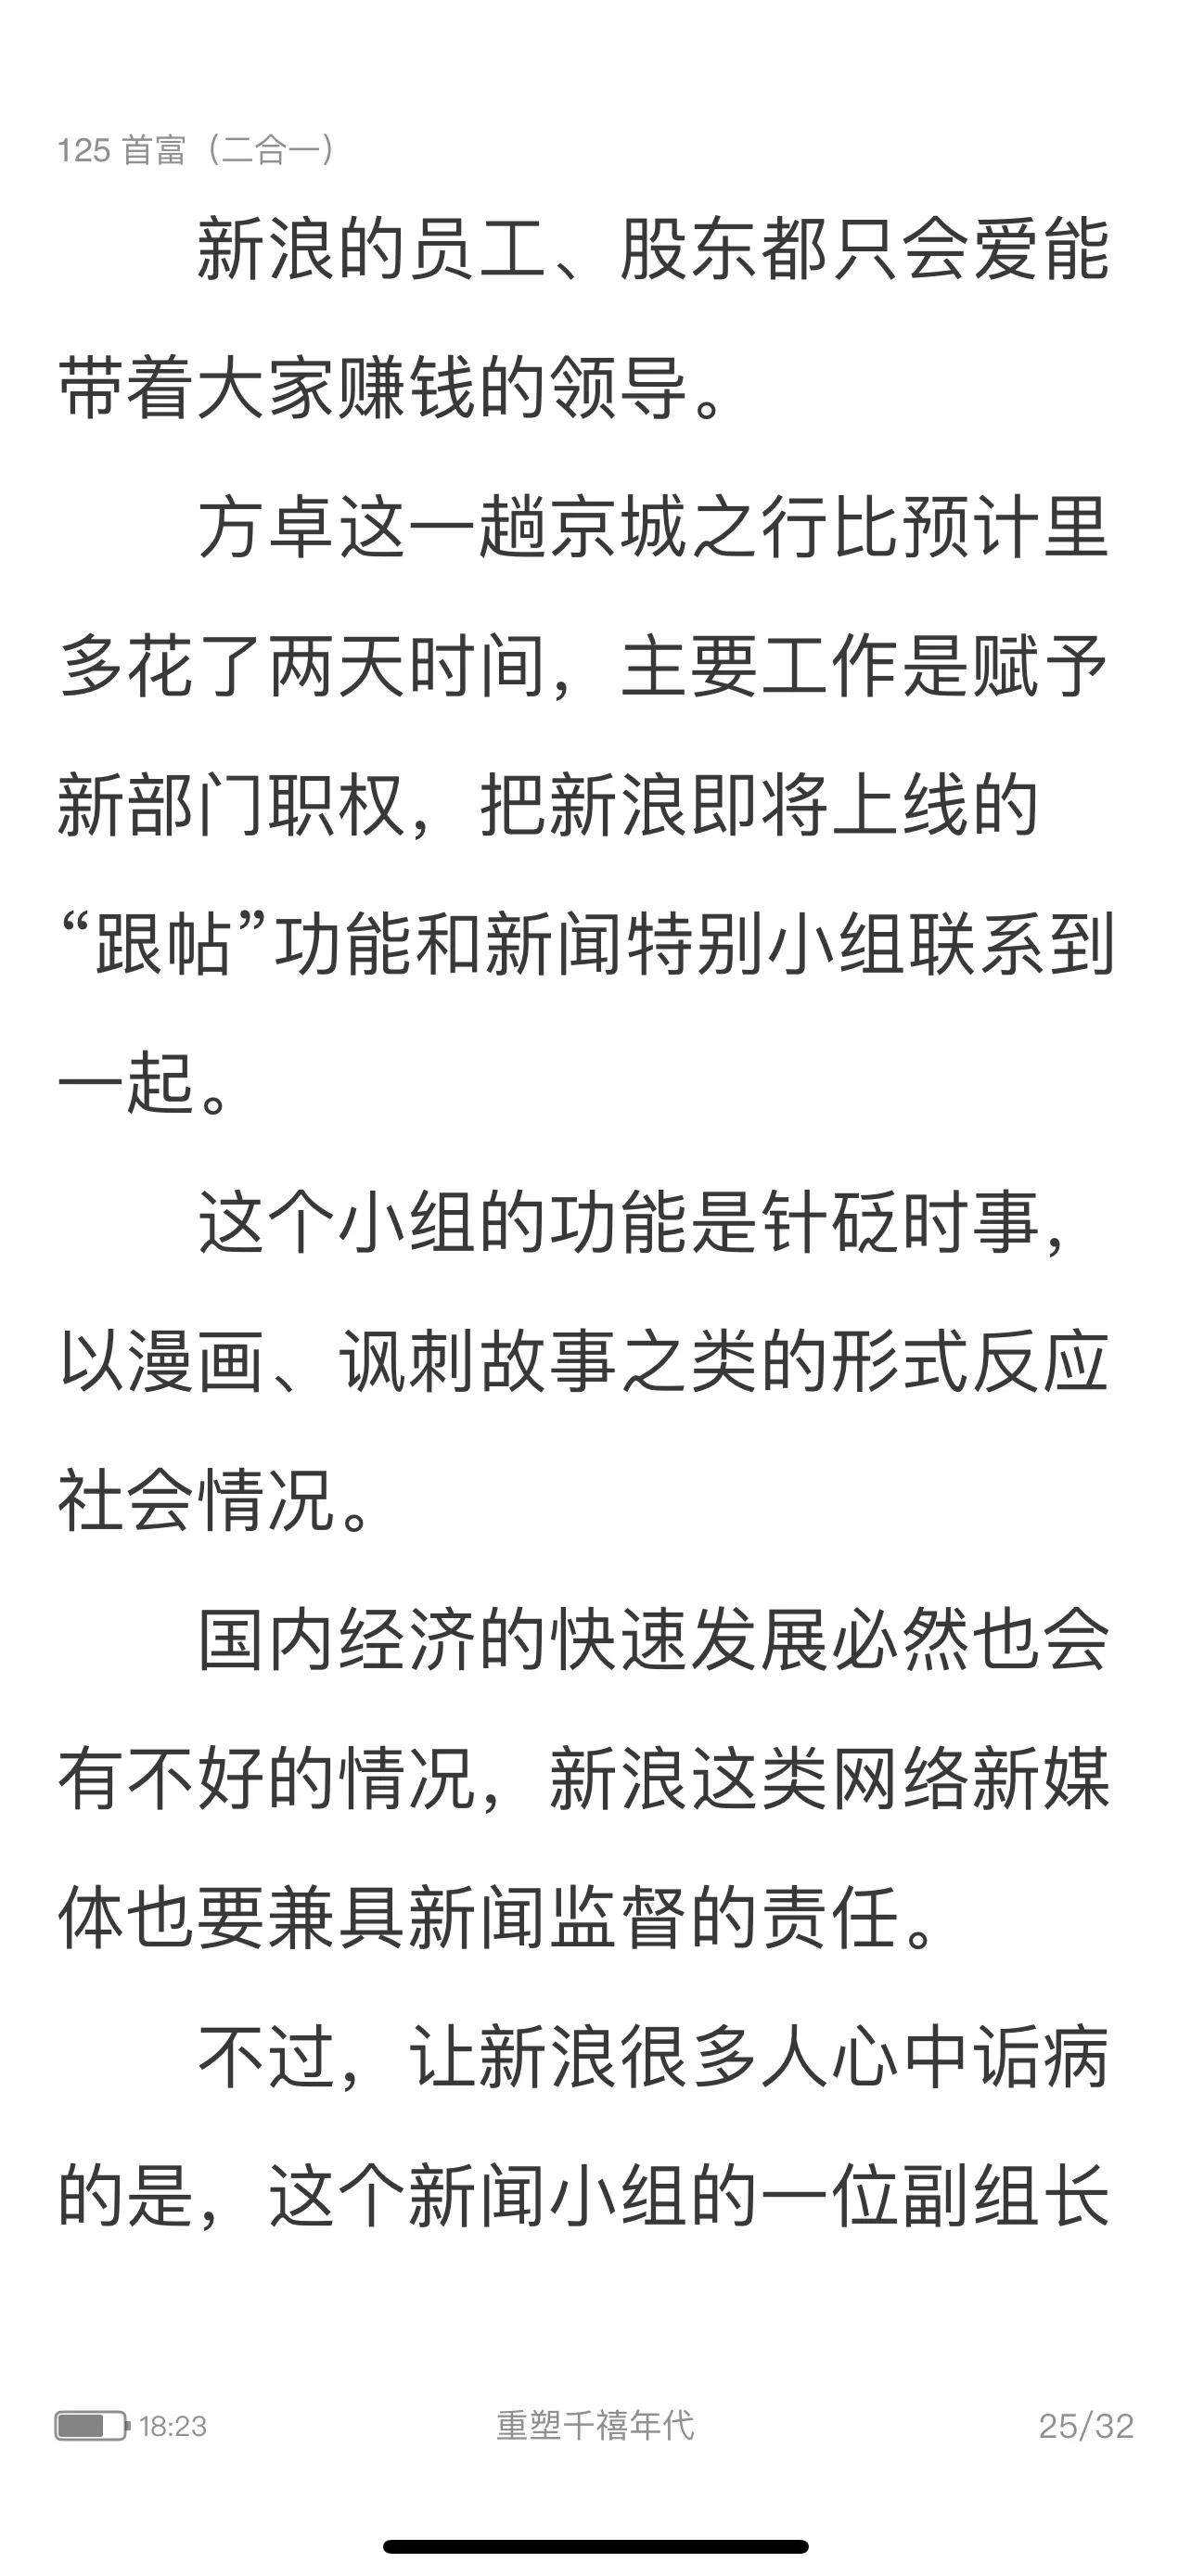 125 首富（二合一）
新浪的员工、股东都只会爱能
带着大家赚钱的领导。
方卓这一趟京城之行比预计里
多花了两天时间，主要工作是赋予
新部门职权，把新浪即将上线的
“跟帖”功能和新闻特别小组联系到
一起。
这个小组的功能是针砭时事，
以漫画、讽刺故事之类的形式反应
社会情况。
国内经济的快速发展必然也会
有不好的情况，新浪这类网络新媒
体也要兼具新闻监督的责任。
不过，让新浪很多人心中诟病
的是，这个新闻小组的一位副组长
18:23 重塑千禧年代 25/32